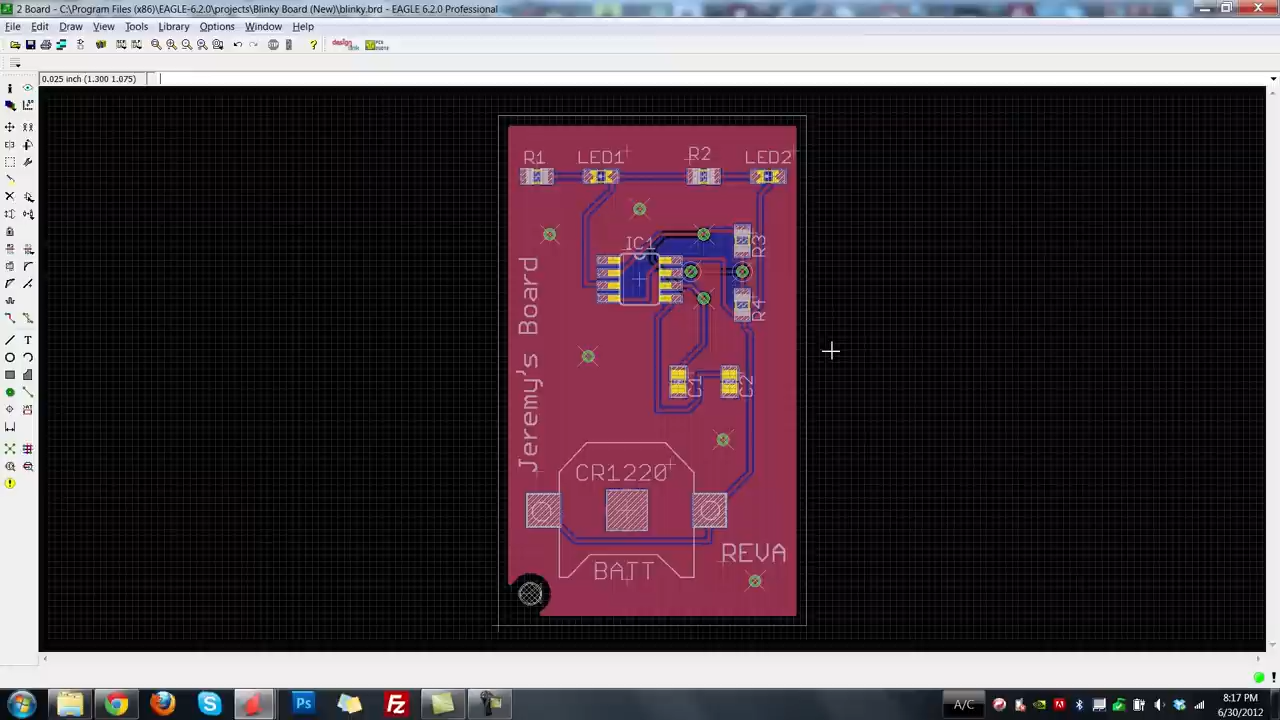 2 Board - C:\Program Files (x86)\EAGLE-6.2.0\projects\Blinky Board (New)\blinky.brd - EAGLE 6.2.0 Professional
File Edit Draw View Tools Library Options Window Help
0.025 inch (1.300 1.075)
R1 LED1 R2 LED2
IC1
R3
R4
Jeremy's Board
C1 C2
CR1220
REVA
BATT
A/C
8:17 PM
6/30/2012